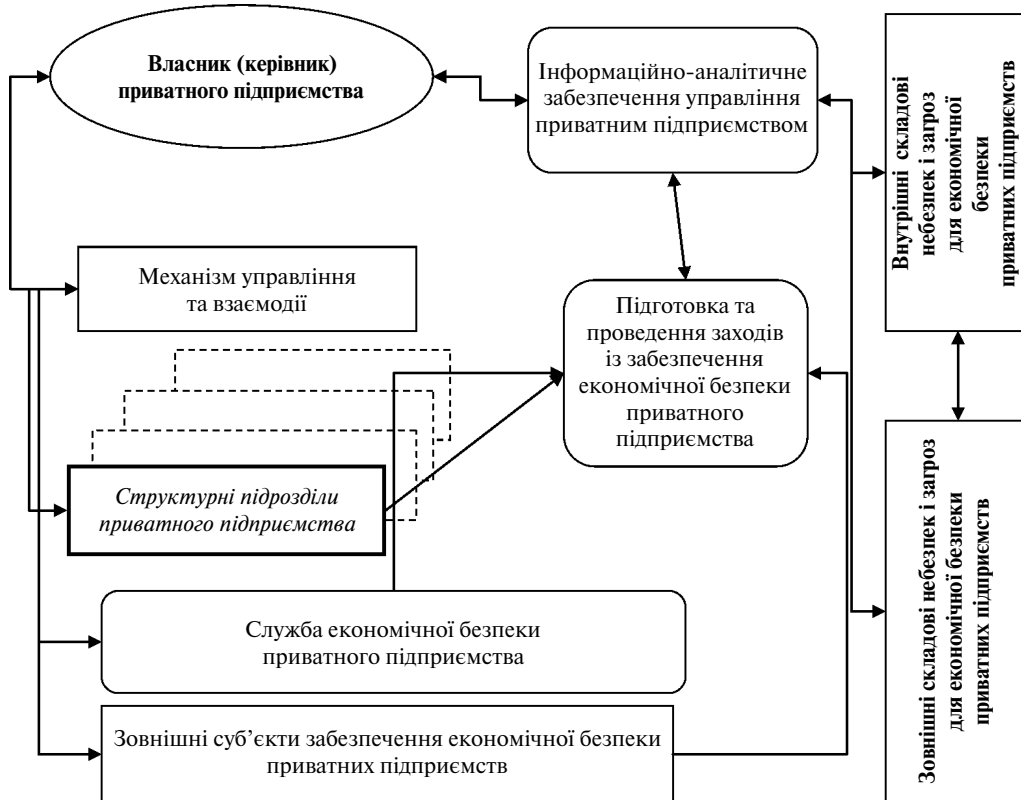 Власник (керівник)
приватного підприємства
Інформаційно-аналітичне
забезпечення управління
приватним підприємством
Внутрішні складові
небезпек і загроз
для економічної
безпеки
приватних підприємств
Механізм управління
та взаємодії
Підготовка та
проведення заходів
із забезпечення
економічної безпеки
приватного
підприємства
Структурні підрозділи
приватного підприємства
Зовнішні складові небезпек і загроз
для економічної безпеки
приватних підприємств
Служба економічної безпеки
приватного підприємства
Зовнішні суб’єкти забезпечення економічної безпеки
приватних підприємств